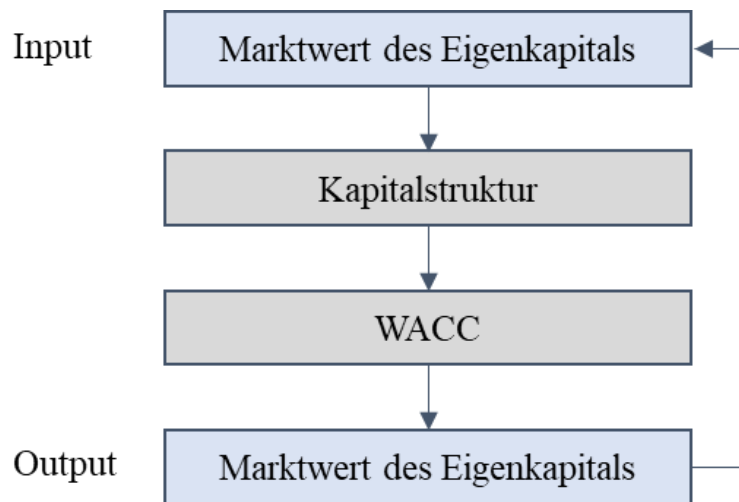 Input
Marktwert des Eigenkapitals
Kapitalstruktur
WACC
Output
Marktwert des Eigenkapitals